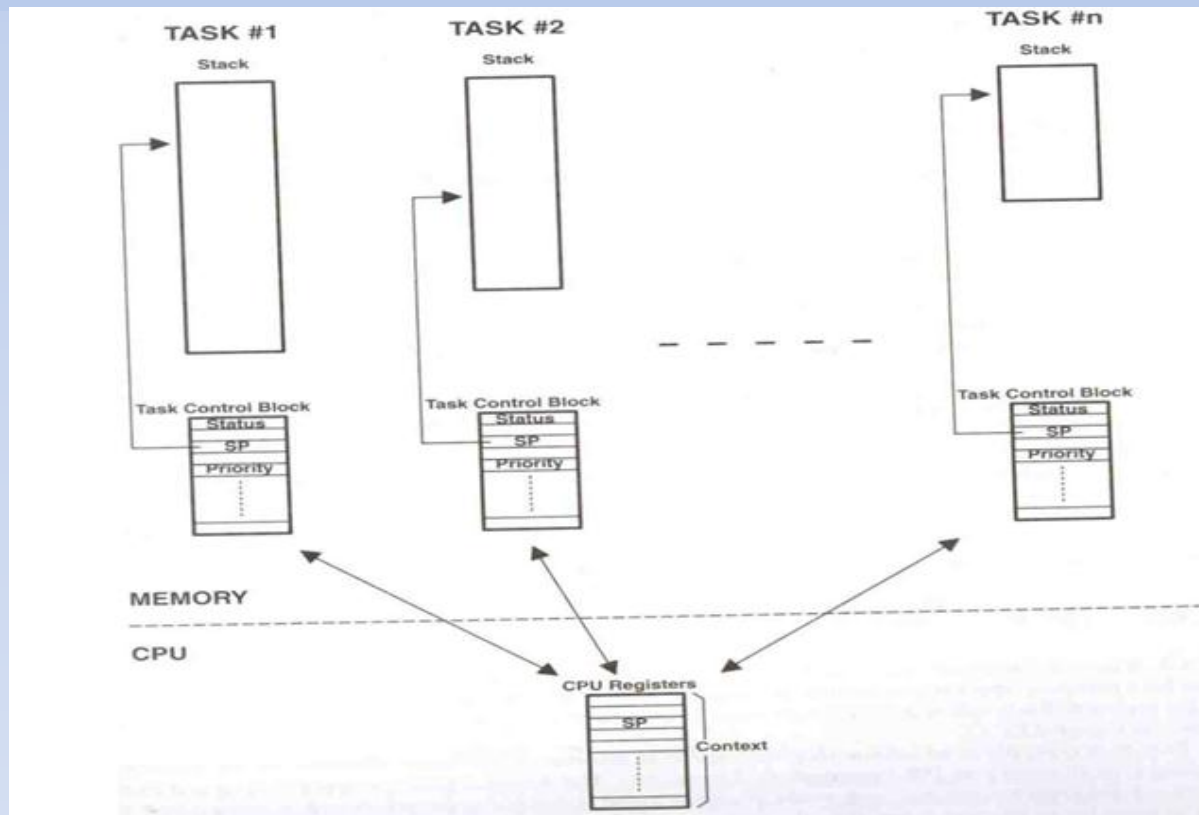 TASK #1
Stack
TASK #2
Stack
TASK #n
Stack
Task Control Block
Status
SP
Priority
Task Control Block
Status
SP
Priority
Task Control Block
Status
SP
Priority
MEMORY
CPU
CPU Registers
SP
Context